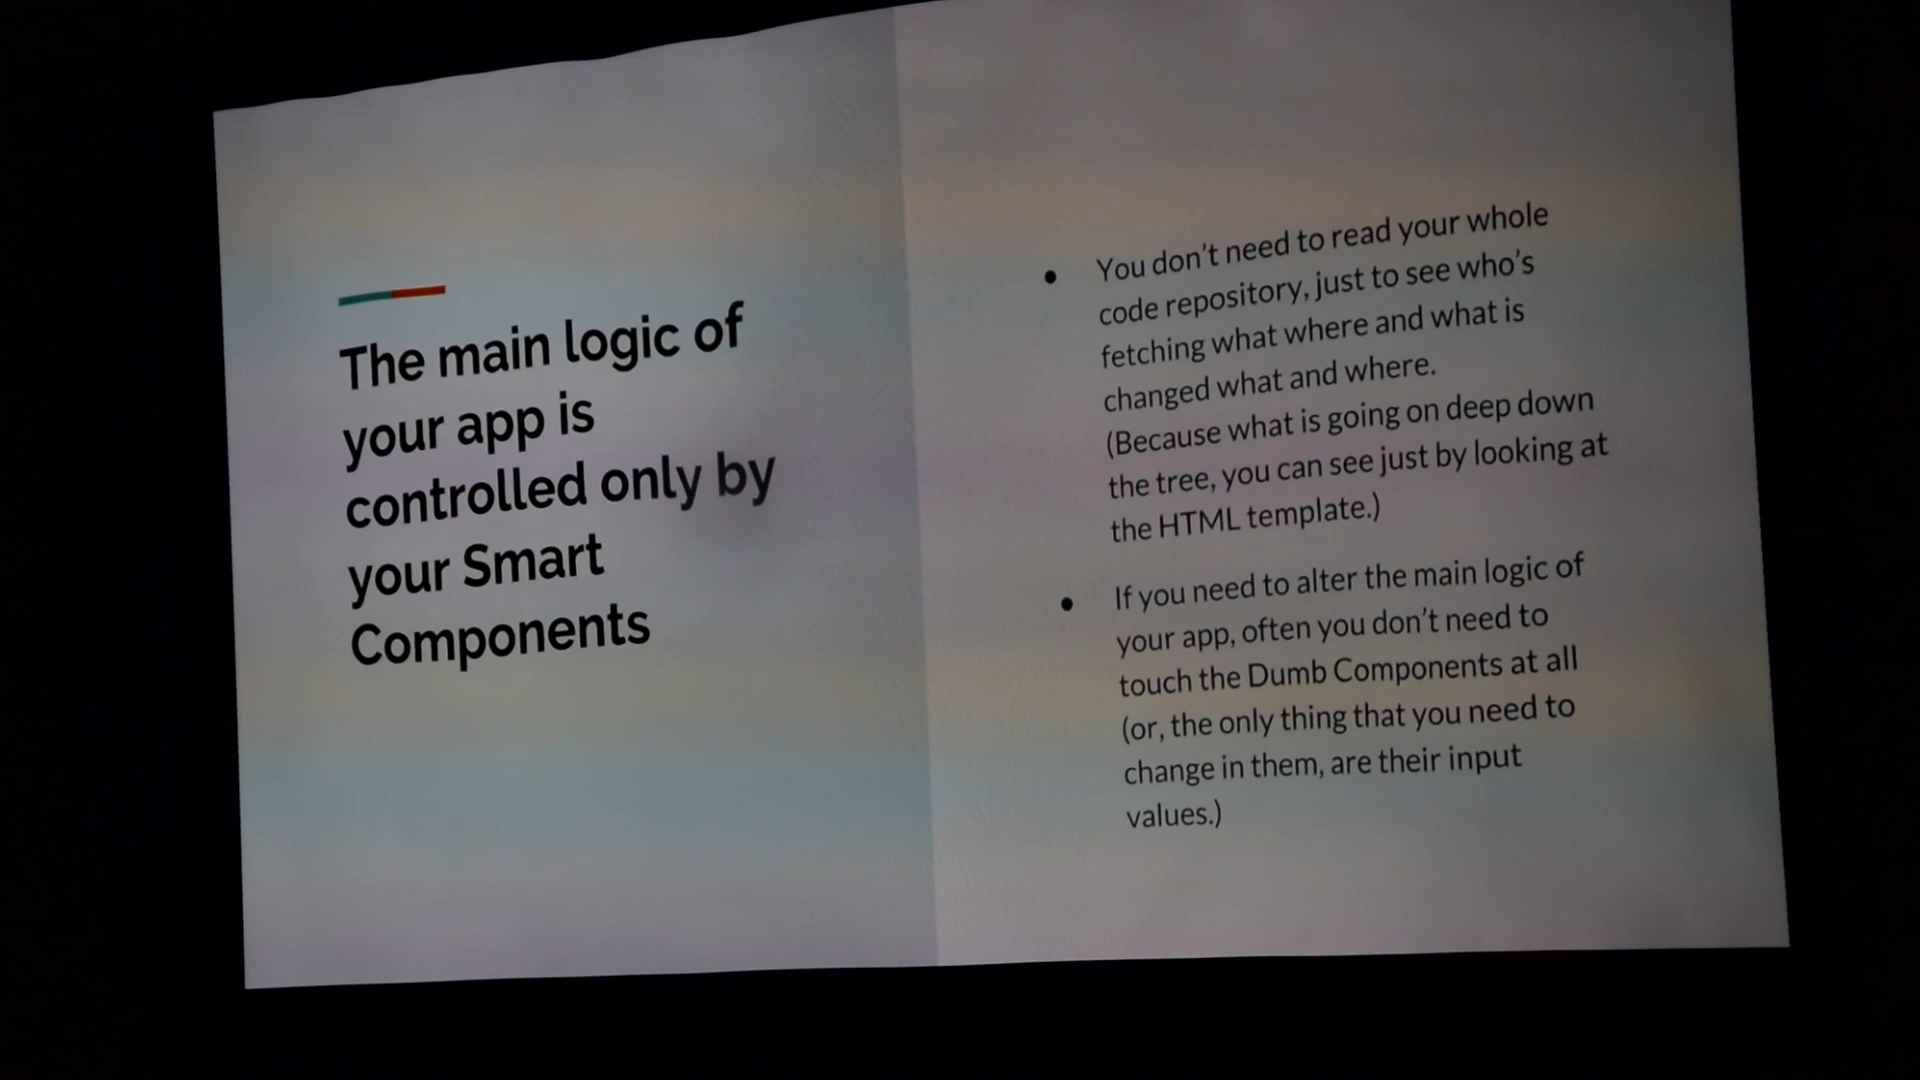 The main logic of
your app is
controlled only by
your Smart
Components
● You don't need to read your whole
code repository, just to see who's
fetching what where and what is
changed what and where.
(Because what is going on deep down
the tree, you can see just by looking at
the HTML template.)
● If you need to alter the main logic of
your app, often you don't need to
touch the Dumb Components at all
(or, the only thing that you need to
change in them, are their input
values.)